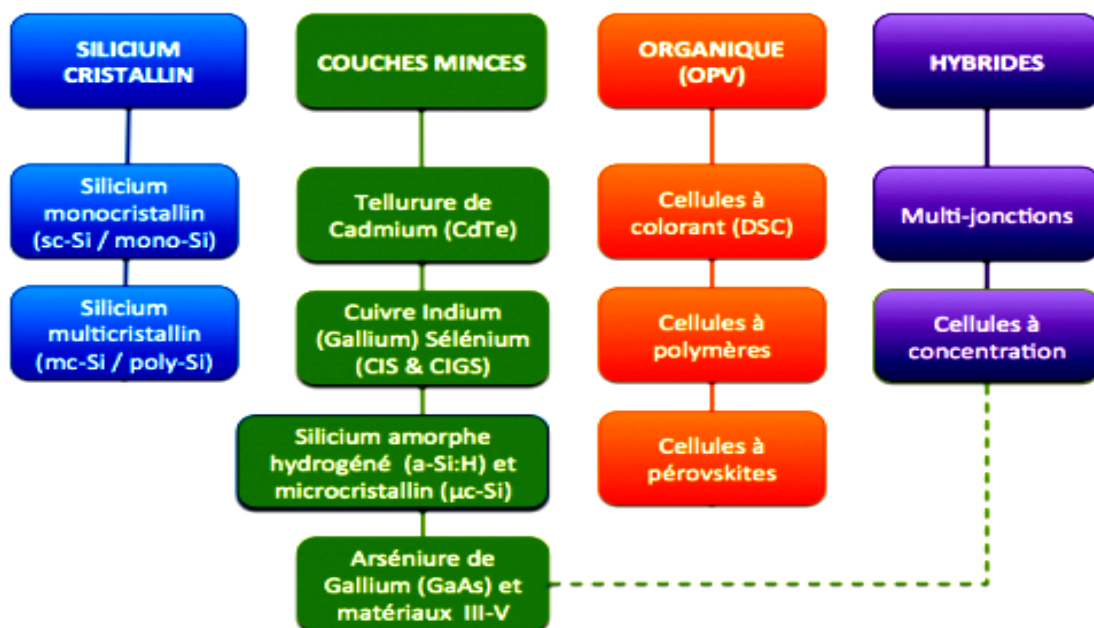 SILICIUM
CRISTALLIN
Silicium
monocristallin
(sc-Si / mono-Si)
Silicium
multicristallin
(mc-Si / poly-Si)
COUCHES MINCES
Tellurure de
Cadmium (CdTe)
Cuivre Indium
(Gallium) Sélénium
(CIS & CIGS)
Silicium amorphe
hydrogéné (a-Si:H) et
microcristallin (µc-Si)
Arséniure de
Gallium (GaAs) et
matériaux III-V
ORGANIQUE
(OPV)
Cellules à
colorant (DSC)
Cellules à
polymères
Cellules à
pérovskites
HYBRIDES
Multi-jonctions
Cellules à
concentration